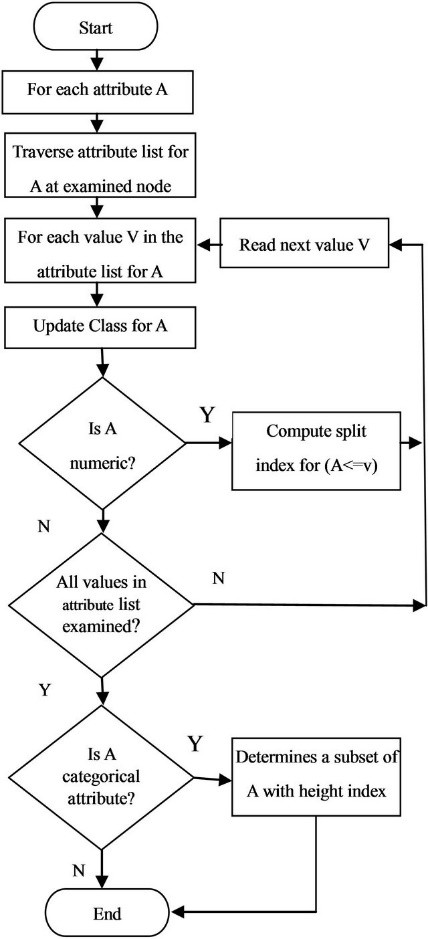 Start
For each attribute A
Traverse attribute list for
A at examined node
For each value V in the
attribute list for A
Read next value V
Update Class for A
Is A
numeric?
Y
Compute split
index for (A<=v)
N
All values in
attribute list
examined?
N
Y
Is A
categorical
attribute?
Y
Determines a subset of
A with height index
N
End